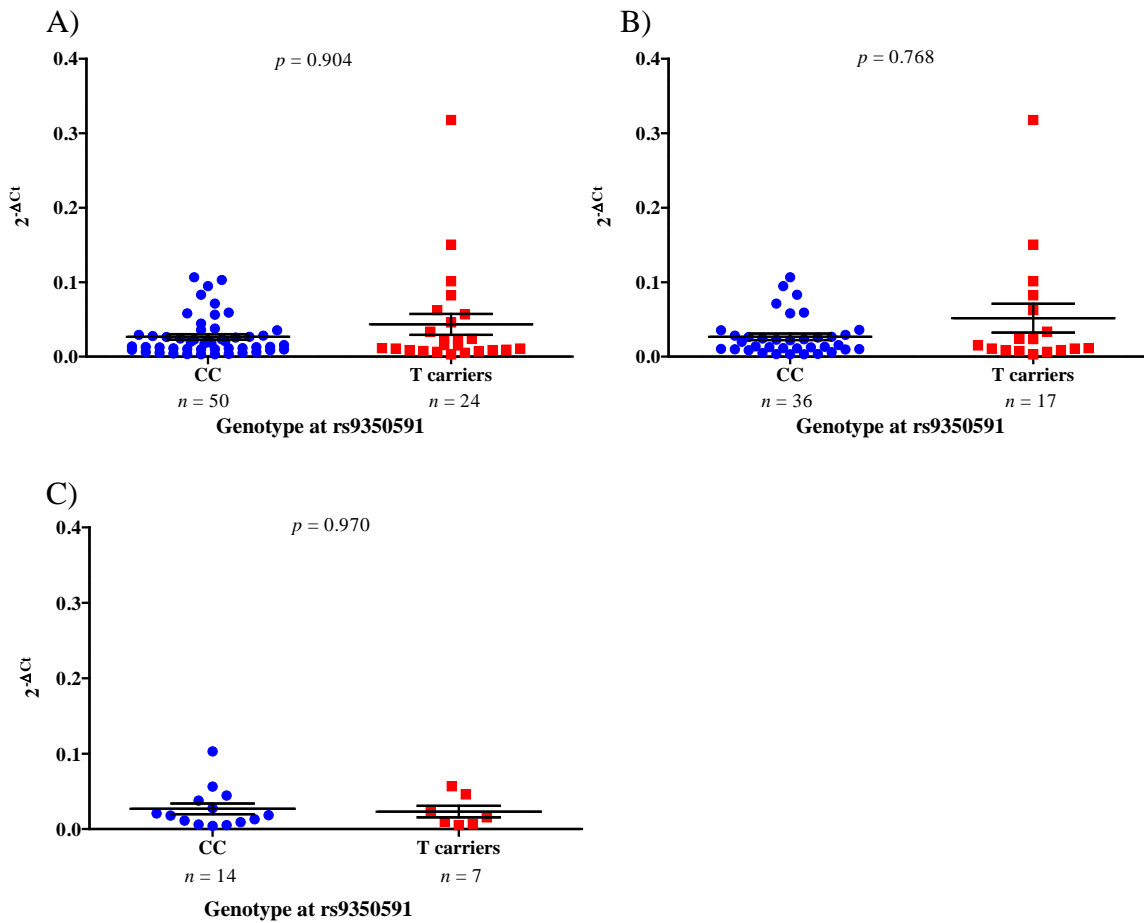 A)
p = 0.904
0.4
0.3
0.2
0.1
0.0
2-ΔCt
CC
T carriers
n = 50
n = 24
Genotype at rs9350591
B)
p = 0.768
0.4
0.3
0.2
0.1
0.0
2-ΔCt
CC
T carriers
n = 36
n = 17
Genotype at rs9350591
C)
p = 0.970
0.4
0.3
0.2
0.1
0.0
2-ΔCt
CC
T carriers
n = 14
n = 7
Genotype at rs9350591